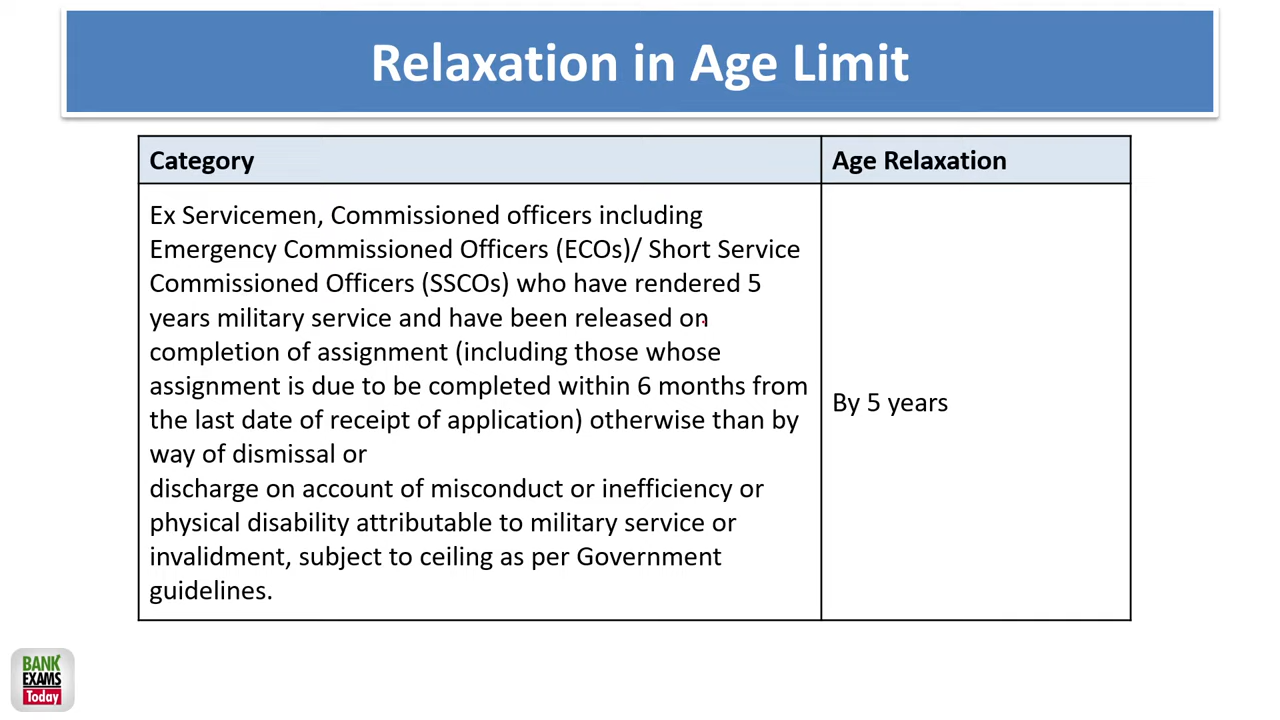 Relaxation in Age Limit
Category
Age Relaxation
Ex Servicemen, Commissioned officers including
Emergency Commissioned Officers (ECOs)/ Short Service
Commissioned Officers (SSCOs) who have rendered 5
years military service and have been released on
completion of assignment (including those whose
assignment is due to be completed within 6 months from
the last date of receipt of application) otherwise than by
way of dismissal or
discharge on account of misconduct or inefficiency or
physical disability attributable to military service or
invalidment, subject to ceiling as per Government
guidelines.
By 5 years
BANK
EXAMS
Today